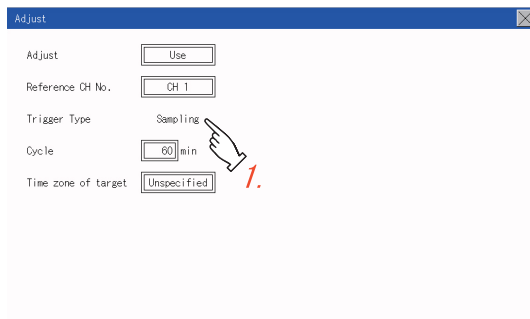 Adjust
Adjust Use
Reference CH No. CH 1
Trigger Type Sampling
Cycle 60 min
Time zone of target Unspecified
1.